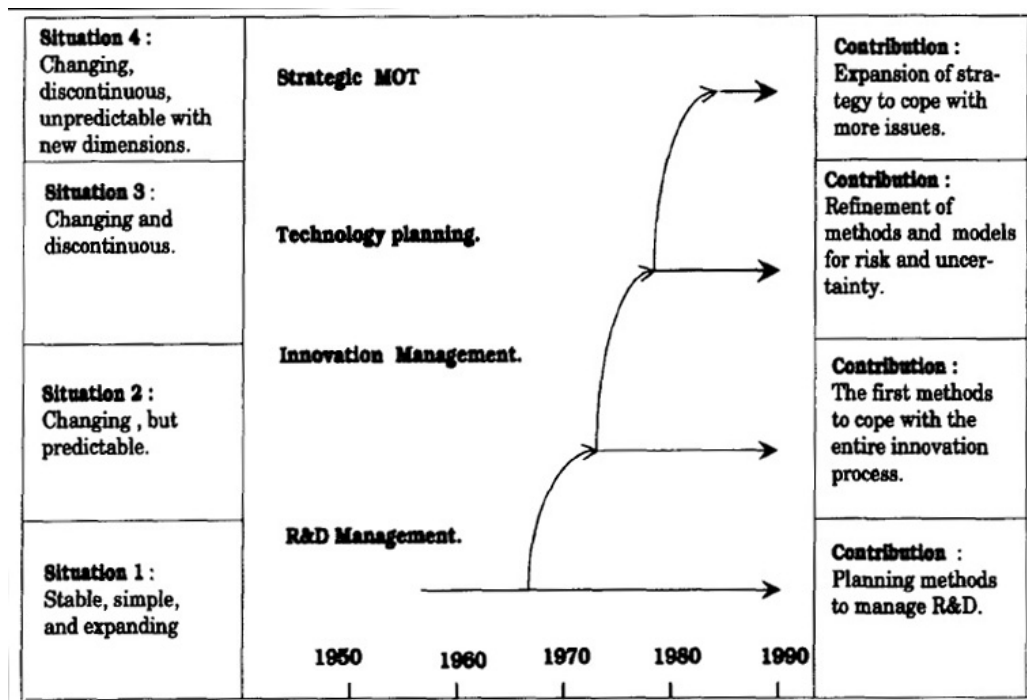 Situation 4 :
Changing,
discontinuous,
unpredictable with
new dimensions.
Strategic MOT
Contribution :
Expansion of stra-
tegy to cope with
more issues.
Situation 3 :
Changing and
discontinuous.
Technology planning.
Contribution :
Refinement of
methods and models
for risk and uncer-
tainty.
Situation 2 :
Changing , but
predictable.
Innovation Management.
Contribution :
The first methods
to cope with the
entire innovation
process.
Situation 1 :
Stable, simple,
and expanding
R&D Management.
Contribution :
Planning methods
to manage R&D.
1950 1960 1970 1980 1990